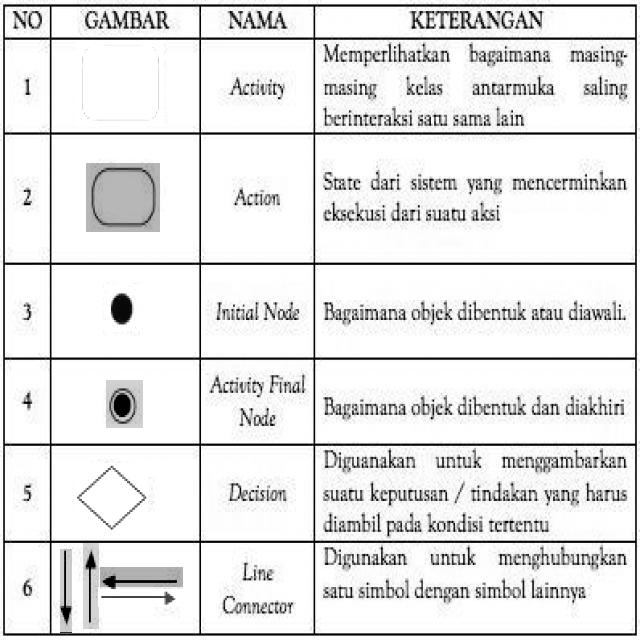 NO GAMBAR NAMA KETERANGAN
1 Activity Memperlihatkan bagaimana masing-
masing kelas antarmuka saling
berinteraksi satu sama lain
2 Action State dari sistem yang mencerminkan
eksekusi dari suatu aksi
3 Initial Node Bagaimana objek dibentuk atau diawali.
4 Activity Final
Node Bagaimana objek dibentuk dan diakhiri
5 Decision Diguanakan untuk menggambarkan
suatu keputusan / tindakan yang harus
diambil pada kondisi tertentu
6 Line
Connector Digunakan untuk menghubungkan
satu simbol dengan simbol lainnya